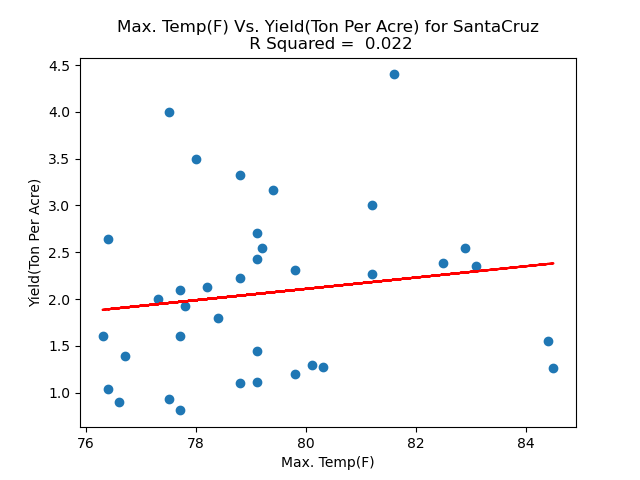 Max. Temp(F) Vs. Yield(Ton Per Acre) for SantaCruz
R Squared =  0.022
Yield(Ton Per Acre)
4.5
4.0
3.5
3.0
2.5
2.0
1.5
1.0
76 78 80 82 84
Max. Temp(F)